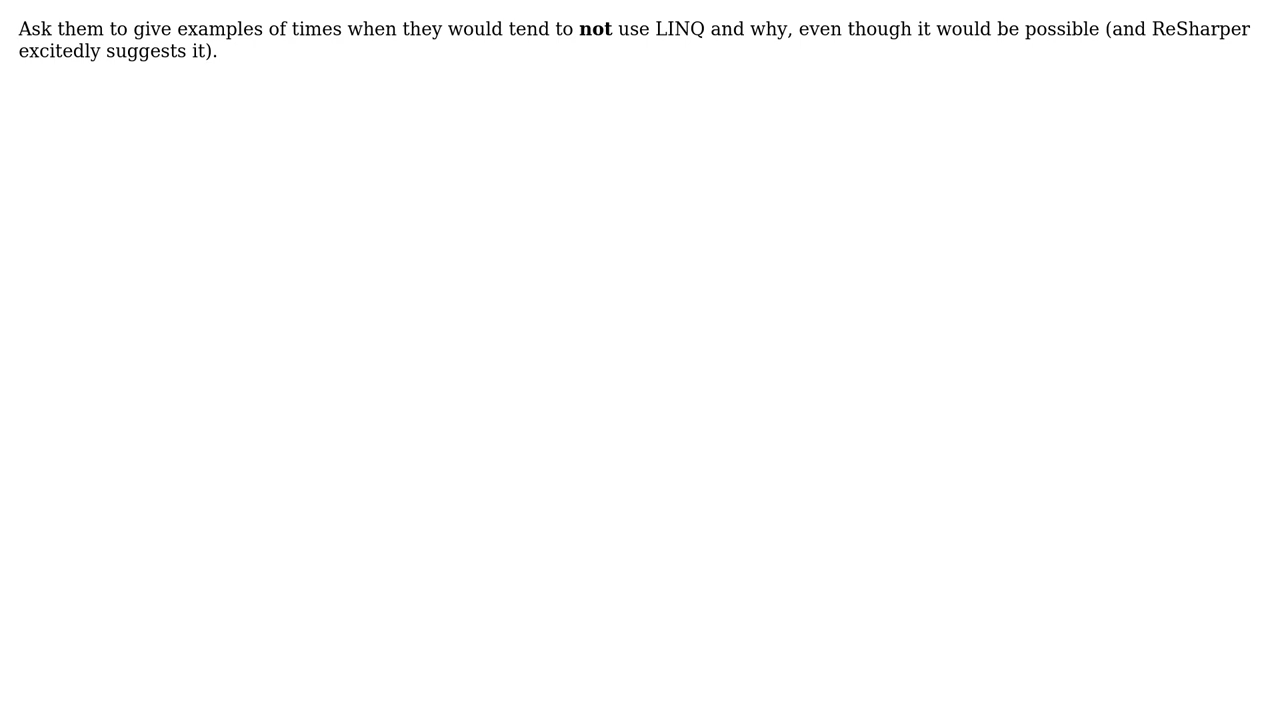 Ask them to give examples of times when they would tend to not use LINQ and why, even though it would be possible (and ReSharper
excitedly suggests it).